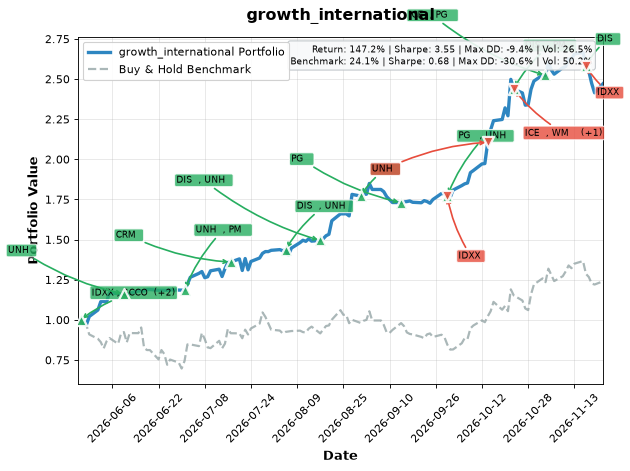 growth_international
PG
DIS
growth_international Portfolio
Buy & Hold Benchmark
Return: 147.2% | Sharpe: 3.55 | Max DD: -9.4% | Vol: 26.5%
Benchmark: 24.1% | Sharpe: 0.68 | Max DD: -30.6% | Vol: 50.2%
IDXX
ICE , WM (+1)
PG , UNH
PG
UNH
DIS , UNH
DIS , UNH
UNH , PM
CRM
UNH
IDXX
IDXX , CCO (+2)
Portfolio Value
2.75
2.50
2.25
2.00
1.75
1.50
1.25
1.00
0.75
2026-06-06
2026-06-22
2026-07-08
2026-07-24
2026-08-09
2026-08-25
2026-09-10
2026-09-26
2026-10-12
2026-10-28
2026-11-13
Date